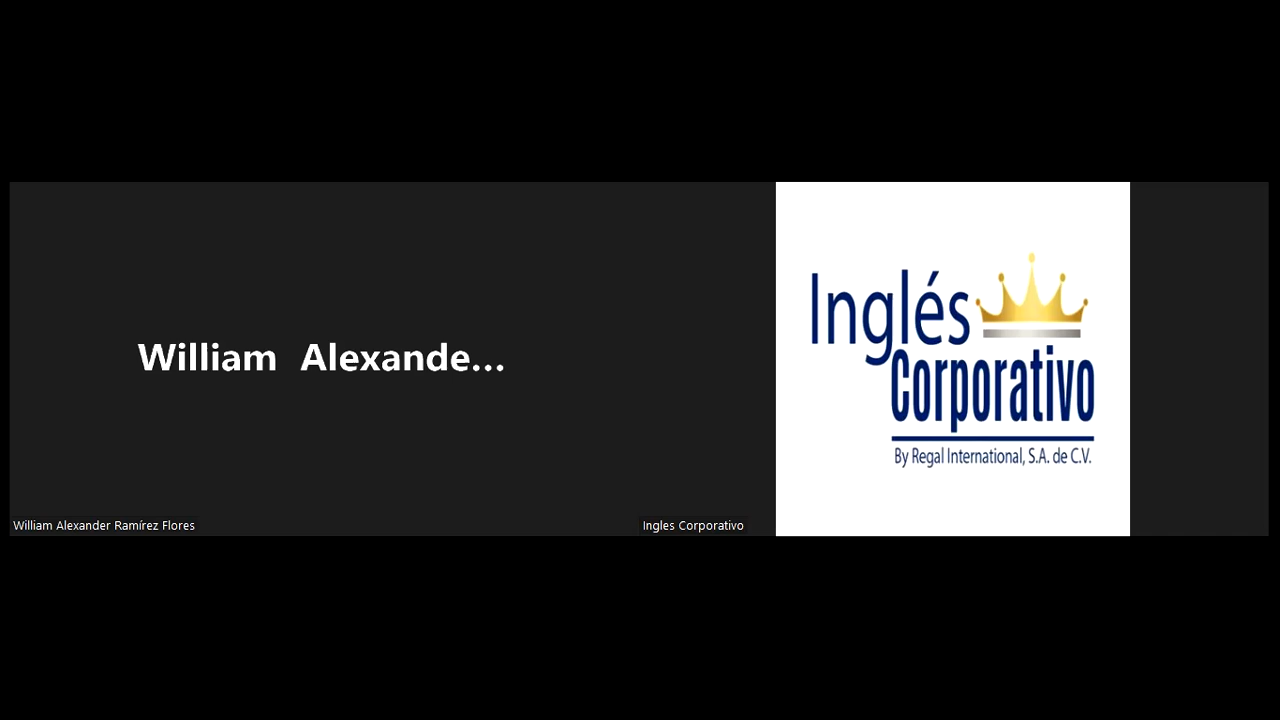 William Alexande...
William Alexander Ramírez Flores
Inglés
Corporativo
By Regal International, S.A. de C.V.
Ingles Corporativo